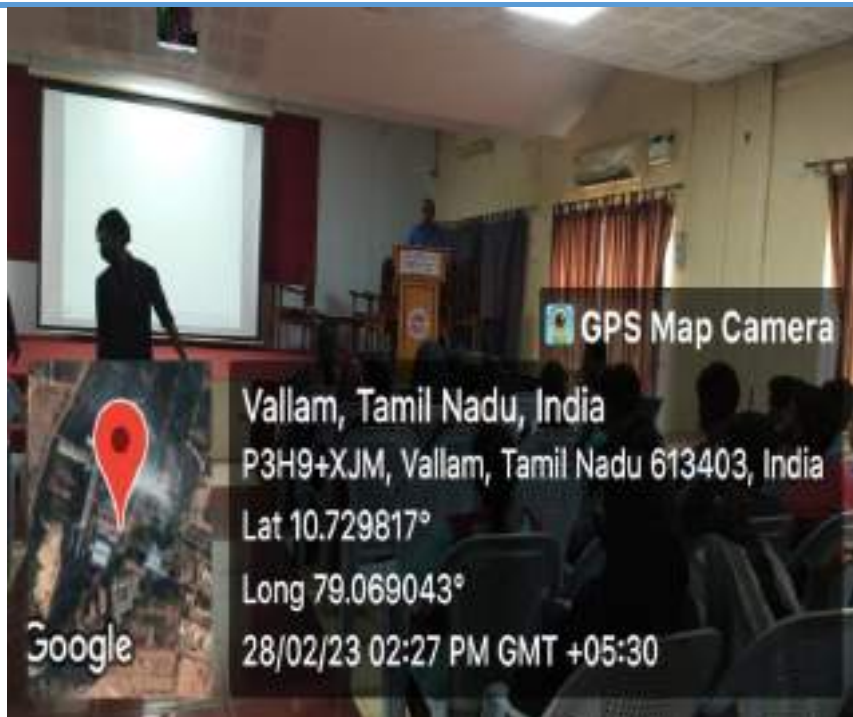 GPS Map Camera
Vallam, Tamil Nadu, India
P3H9+XJM, Vallam, Tamil Nadu 613403, India
Lat 10.729817°
Long 79.069043°
28/02/23 02:27 PM GMT +05:30
Google